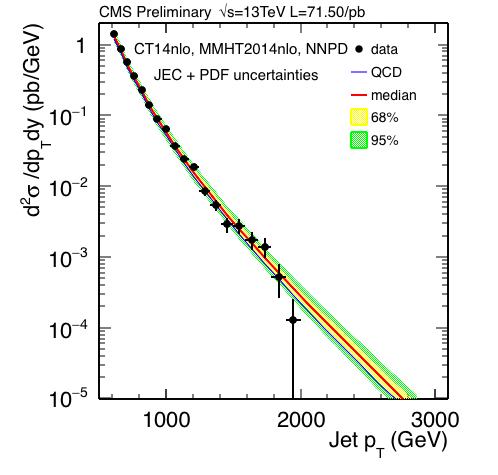 CMS Preliminary √s=13TeV L=71.50/pb
CT14nlo, MMHT2014nlo, NNPD
JEC + PDF uncertainties
data
QCD
median
68%
95%
d²σ/dp_T dy (pb/GeV)
1
10⁻¹
10⁻²
10⁻³
10⁻⁴
10⁻⁵
1000 2000 3000
Jet p_T (GeV)